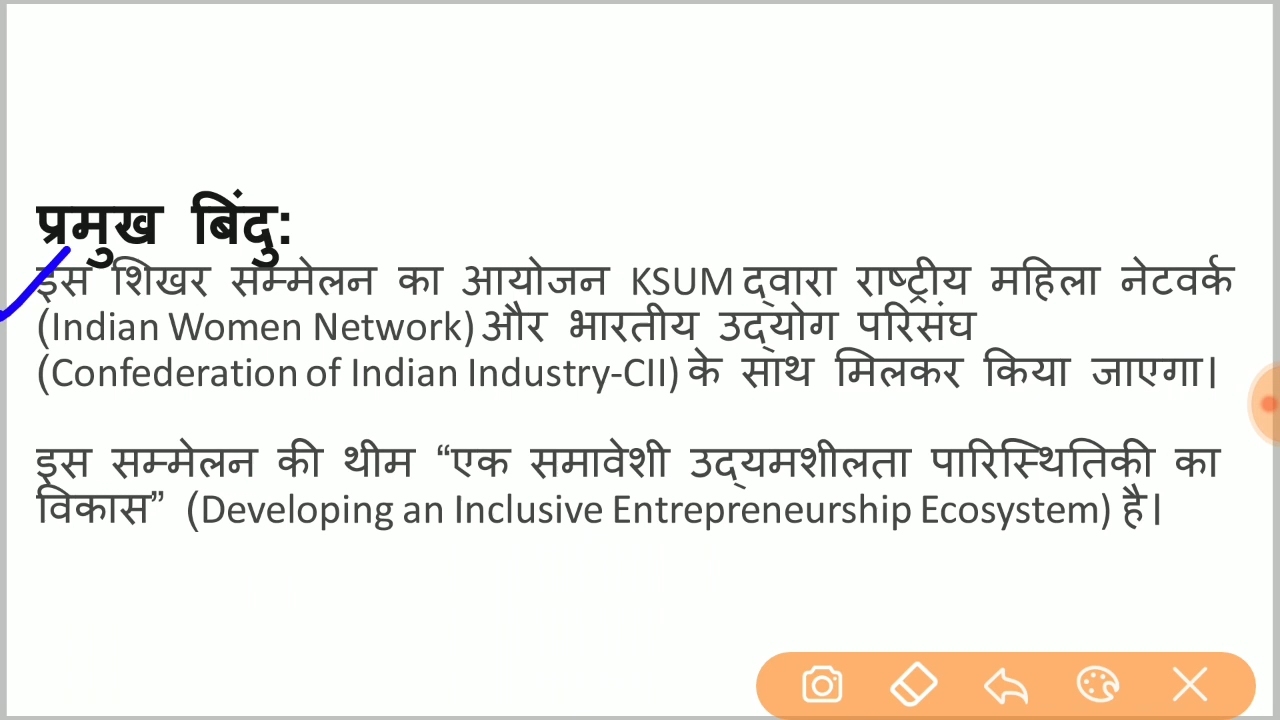 प्रमुख बिंदु:
इस शिखर सम्मेलन का आयोजन KSUM द्वारा राष्ट्रीय महिला नेटवर्क
(Indian Women Network) और भारतीय उद्योग परिसंघ
(Confederation of Indian Industry-CII) के साथ मिलकर किया जाएगा।
इस सम्मेलन की थीम “एक समावेशी उद्यमशीलता पारिस्थितिकी का
विकास” (Developing an Inclusive Entrepreneurship Ecosystem) है।